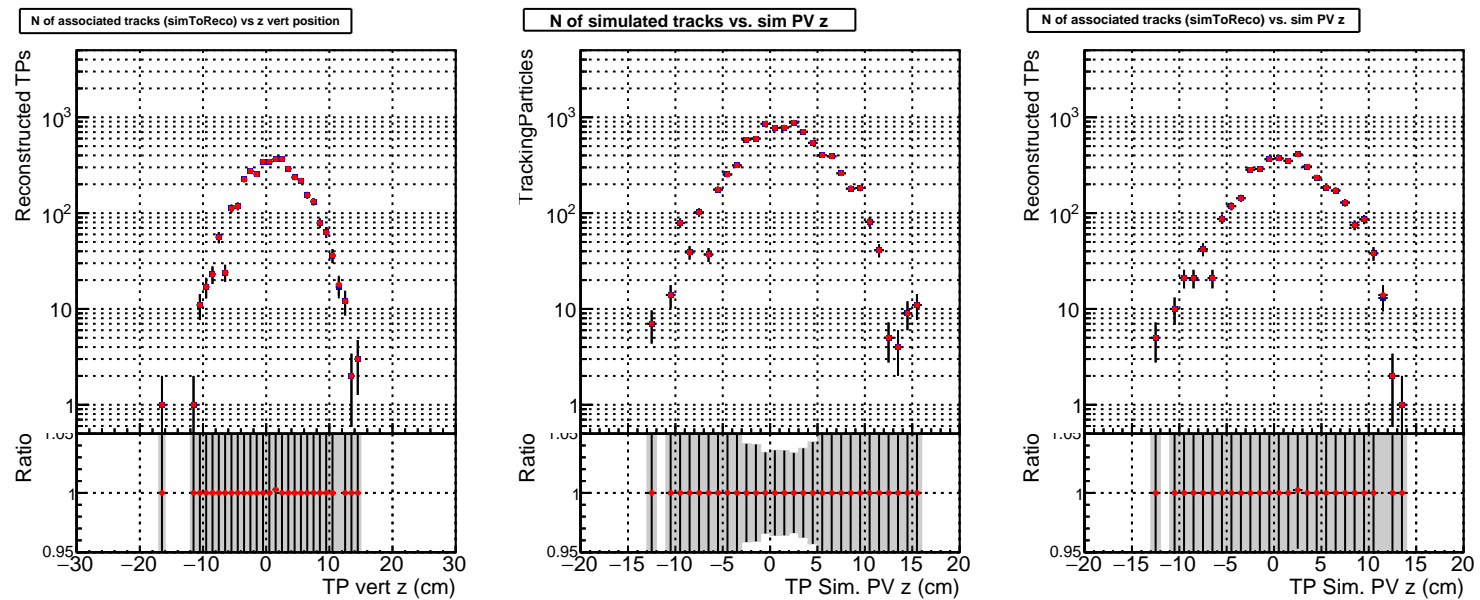 N of associated tracks (simToReco) vs z vert position
Reconstructed TPs
10³
10²
10
1
Ratio
1.05
1
0.95
−30 −20 −10 0 10 20 30
TP vert z (cm)
N of simulated tracks vs. sim PV z
TrackingParticles
10³
10²
10
1
Ratio
1.05
1
0.95
−20 −15 −10 −5 0 5 10 15 20
TP Sim. PV z (cm)
N of associated tracks (simToReco) vs. sim PV z
Reconstructed TPs
10³
10²
10
1
Ratio
1.05
1
0.95
−20 −15 −10 −5 0 5 10 15 20
TP Sim. PV z (cm)